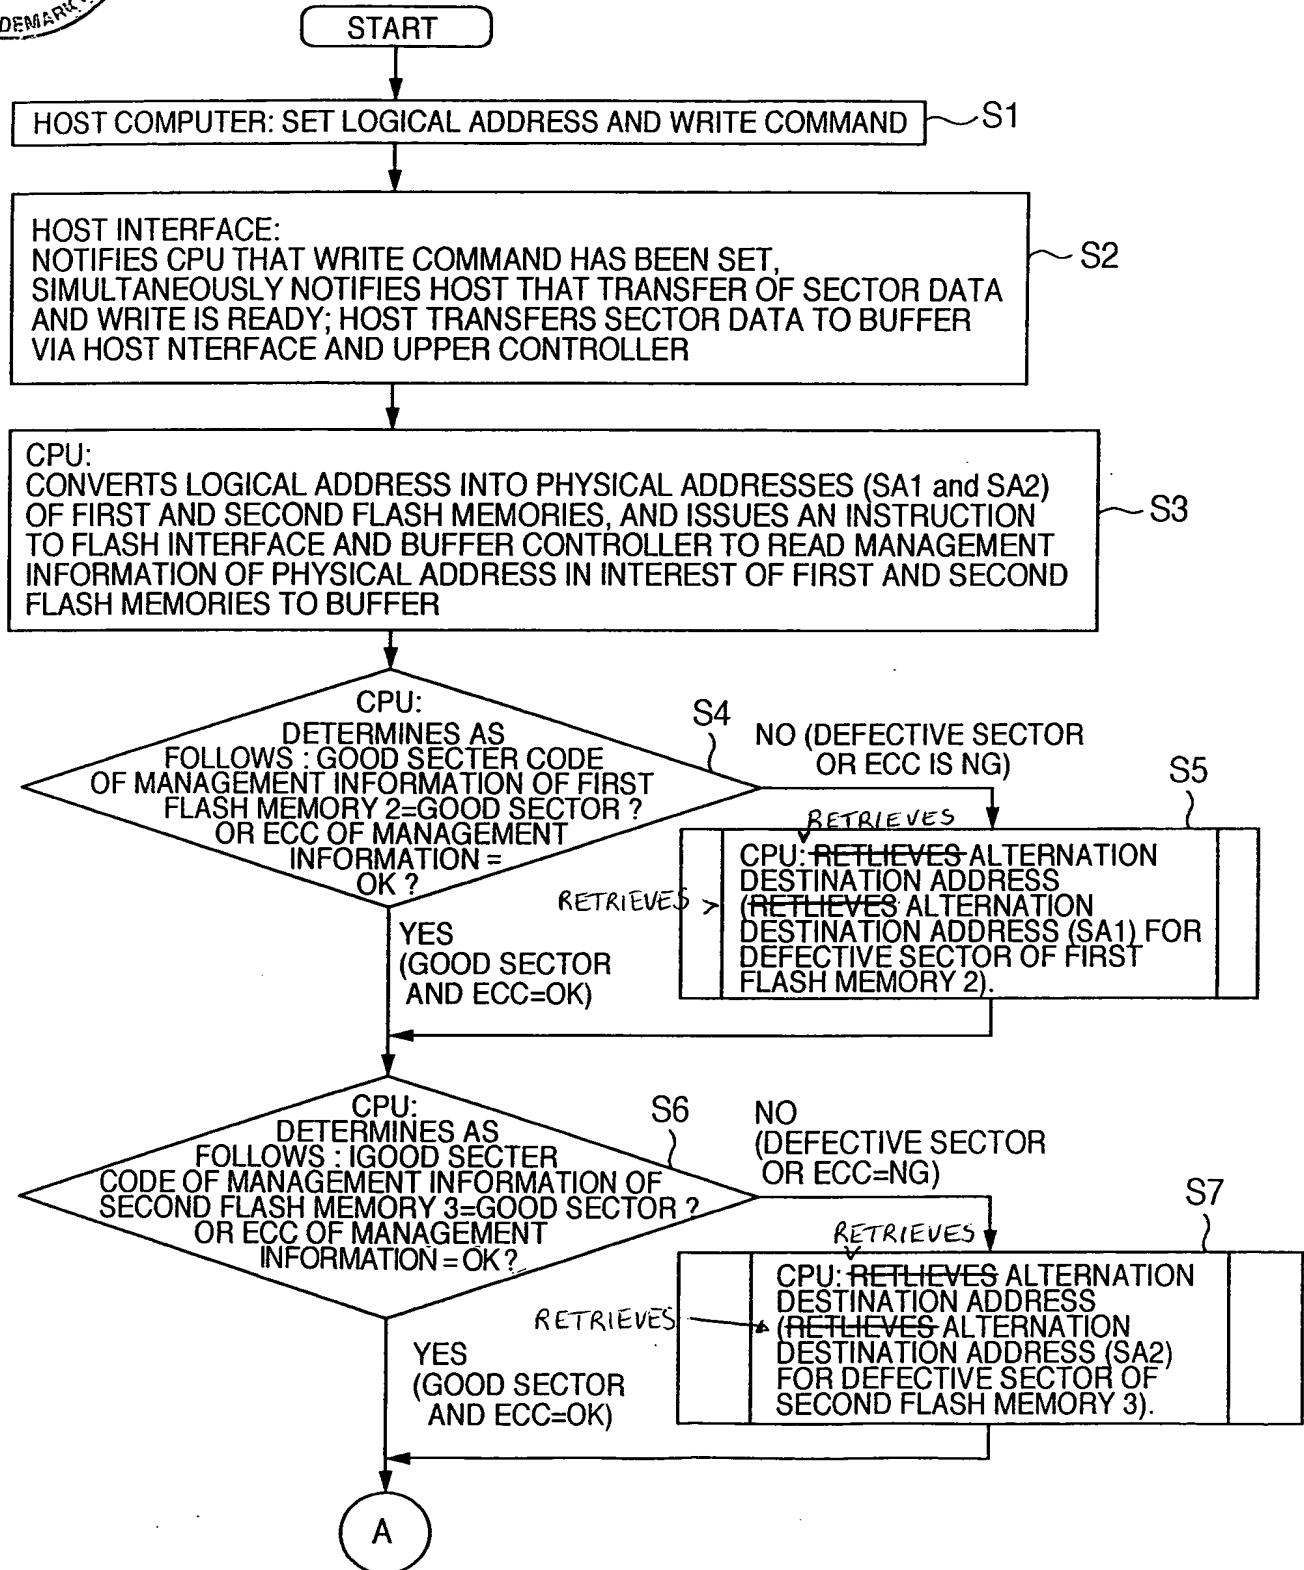 DEMARK
START
HOST COMPUTER: SET LOGICAL ADDRESS AND WRITE COMMAND
S1
HOST INTERFACE:
NOTIFIES CPU THAT WRITE COMMAND HAS BEEN SET,
SIMULTANEOUSLY NOTIFIES HOST THAT TRANSFER OF SECTOR DATA
AND WRITE IS READY; HOST TRANSFERS SECTOR DATA TO BUFFER
VIA HOST NTERFACE AND UPPER CONTROLLER
S2
CPU:
CONVERTS LOGICAL ADDRESS INTO PHYSICAL ADDRESSES (SA1 and SA2)
OF FIRST AND SECOND FLASH MEMORIES, AND ISSUES AN INSTRUCTION
TO FLASH INTERFACE AND BUFFER CONTROLLER TO READ MANAGEMENT
INFORMATION OF PHYSICAL ADDRESS IN INTEREST OF FIRST AND SECOND
FLASH MEMORIES TO BUFFER
S3
CPU:
DETERMINES AS
FOLLOWS : GOOD SECTER CODE
OF MANAGEMENT INFORMATION OF FIRST
FLASH MEMORY 2=GOOD SECTOR ?
OR ECC OF MANAGEMENT
INFORMATION =
OK ?
S4
NO (DEFECTIVE SECTOR
OR ECC IS NG)
S5
RETRIEVES
CPU: RETLIEVES ALTERNATION
DESTINATION ADDRESS
RETRIEVES
(RETLIEVES ALTERNATION
DESTINATION ADDRESS (SA1) FOR
DEFECTIVE SECTOR OF FIRST
FLASH MEMORY 2).
YES
(GOOD SECTOR
AND ECC=OK)
CPU:
DETERMINES AS
FOLLOWS : IGOOD SECTER
CODE OF MANAGEMENT INFORMATION OF
SECOND FLASH MEMORY 3=GOOD SECTOR ?
OR ECC OF MANAGEMENT
INFORMATION = OK ?
S6
NO
(DEFECTIVE SECTOR
OR ECC=NG)
S7
RETRIEVES
CPU: RETLIEVES ALTERNATION
DESTINATION ADDRESS
RETRIEVES
(RETLIEVES ALTERNATION
DESTINATION ADDRESS (SA2)
FOR DEFECTIVE SECTOR OF
SECOND FLASH MEMORY 3).
YES
(GOOD SECTOR
AND ECC=OK)
A